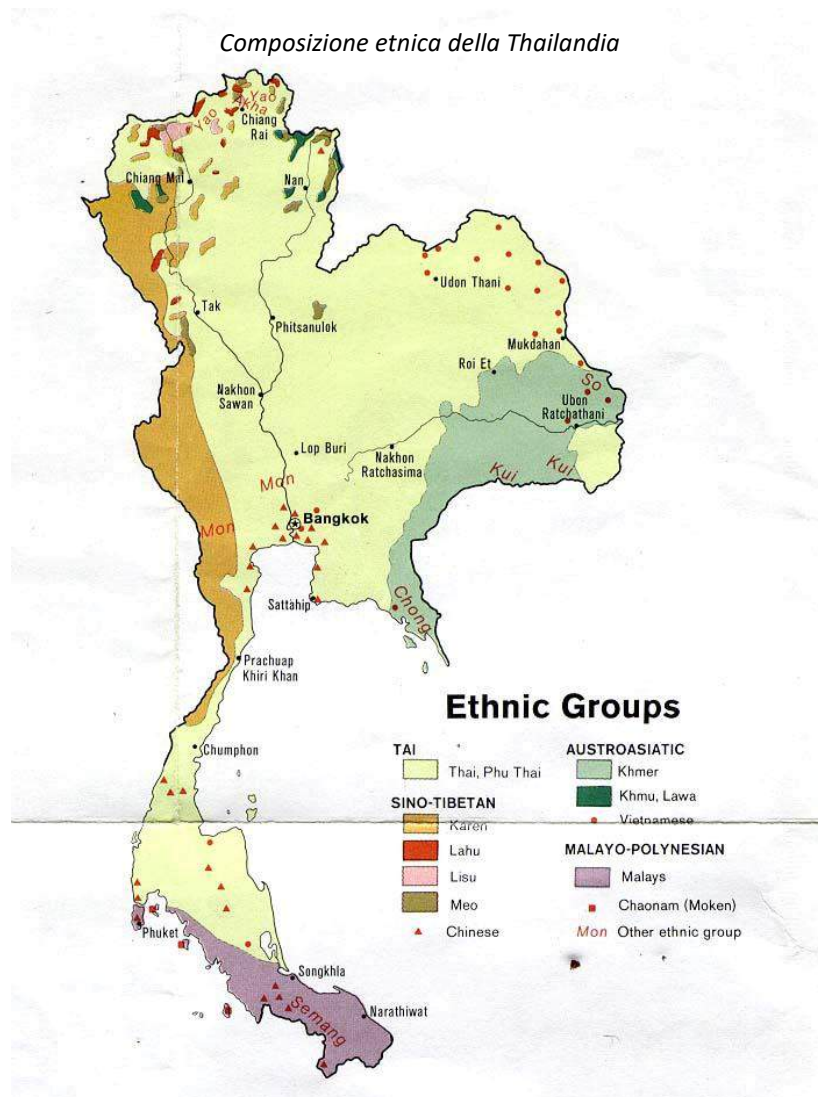 Composizione etnica della Thailandia
Yao
Akha
Yao
Chiang
Rai
Chiang Mai
Nan
Udon Thani
Tak
Phitsanulok
Mukdahan
Roi Et
So
Nakhon
Sawan
Ubon
Ratchathani
Lop Buri
Nakhon
Ratchasima
Kui
Kui
Mon
Mon
Bangkok
Sattahip
Chong
Prachuap
Khiri Khan
Chumphon
Phuket
Songkhla
Semang
Narathiwat
Ethnic Groups
TAI
Thai, Phu Thai
SINO-TIBETAN
Karen
Lahu
Lisu
Meo
Chinese
AUSTROASIATIC
Khmer
Khmu, Lawa
Vietnamese
MALAYO-POLYNESIAN
Malays
Chaonam (Moken)
Mon Other ethnic group